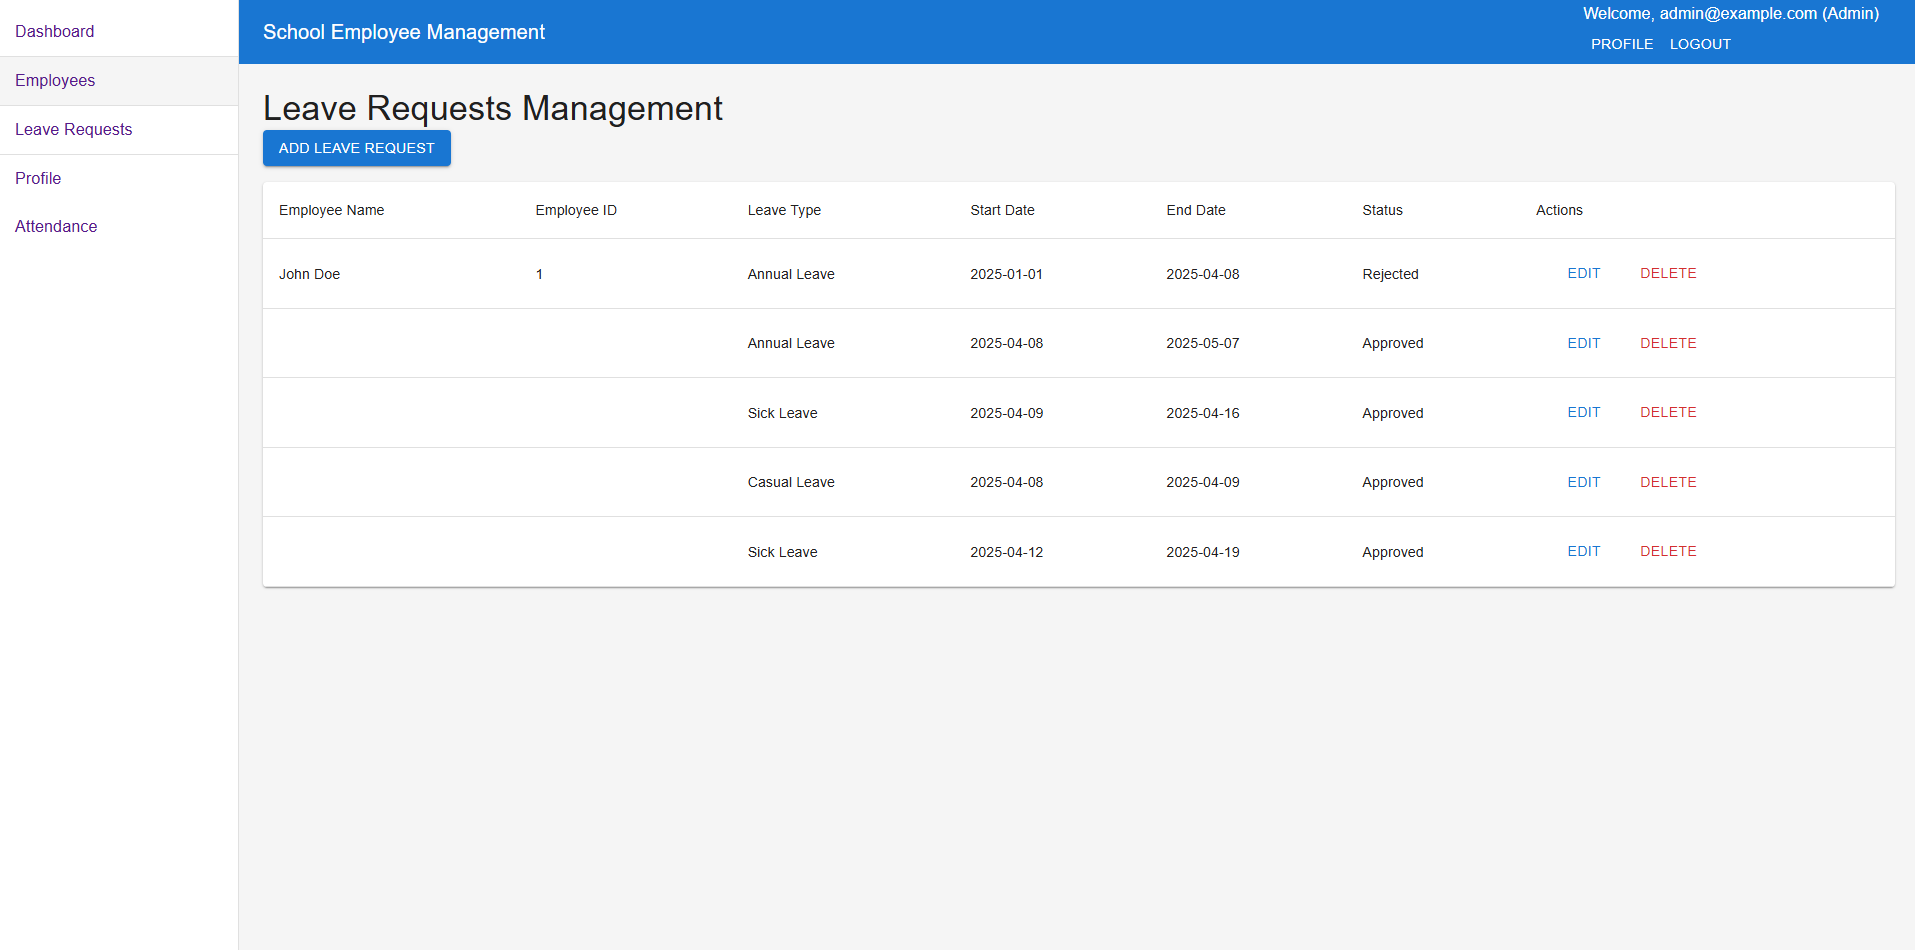 Dashboard
Employees
Leave Requests
Profile
Attendance
School Employee Management
Welcome, admin@example.com (Admin)
PROFILE LOGOUT
Leave Requests Management
ADD LEAVE REQUEST
Employee Name Employee ID Leave Type Start Date End Date Status Actions
John Doe 1 Annual Leave 2025-01-01 2025-04-08 Rejected EDIT DELETE
Annual Leave 2025-04-08 2025-05-07 Approved EDIT DELETE
Sick Leave 2025-04-09 2025-04-16 Approved EDIT DELETE
Casual Leave 2025-04-08 2025-04-09 Approved EDIT DELETE
Sick Leave 2025-04-12 2025-04-19 Approved EDIT DELETE